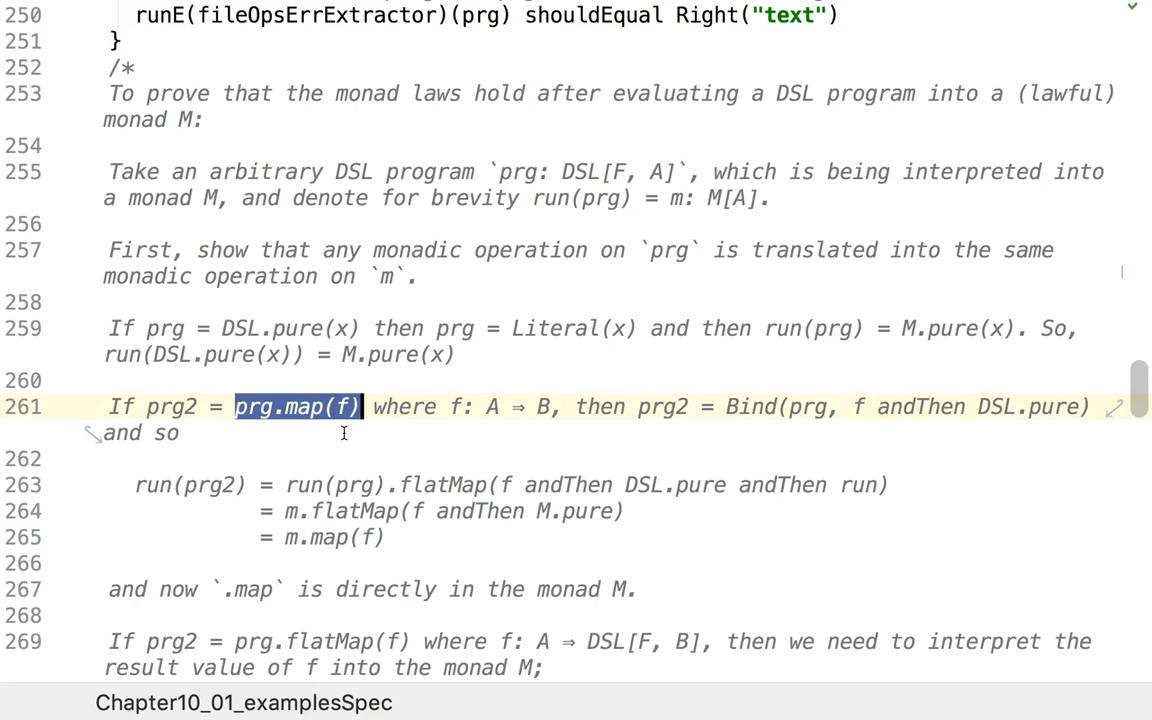 250 runE(fileOpsErrExtractor)(prg) shouldEqual Right("text")
251 }
252 /*
253 To prove that the monad laws hold after evaluating a DSL program into a (lawful)
monad M:
254
255 Take an arbitrary DSL program `prg: DSL[F, A]`, which is being interpreted into
a monad M, and denote for brevity run(prg) = m: M[A].
256
257 First, show that any monadic operation on `prg` is translated into the same
monadic operation on `m`.
258
259 If prg = DSL.pure(x) then prg = Literal(x) and then run(prg) = M.pure(x). So,
run(DSL.pure(x)) = M.pure(x)
260
261 If prg2 = prg.map(f) where f: A ⇒ B, then prg2 = Bind(prg, f andThen DSL.pure)
and so
262
263 run(prg2) = run(prg).flatMap(f andThen DSL.pure andThen run)
264 = m.flatMap(f andThen M.pure)
265 = m.map(f)
266
267 and now `.map` is directly in the monad M.
268
269 If prg2 = prg.flatMap(f) where f: A ⇒ DSL[F, B], then we need to interpret the
result value of f into the monad M;
Chapter10_01_examplesSpec